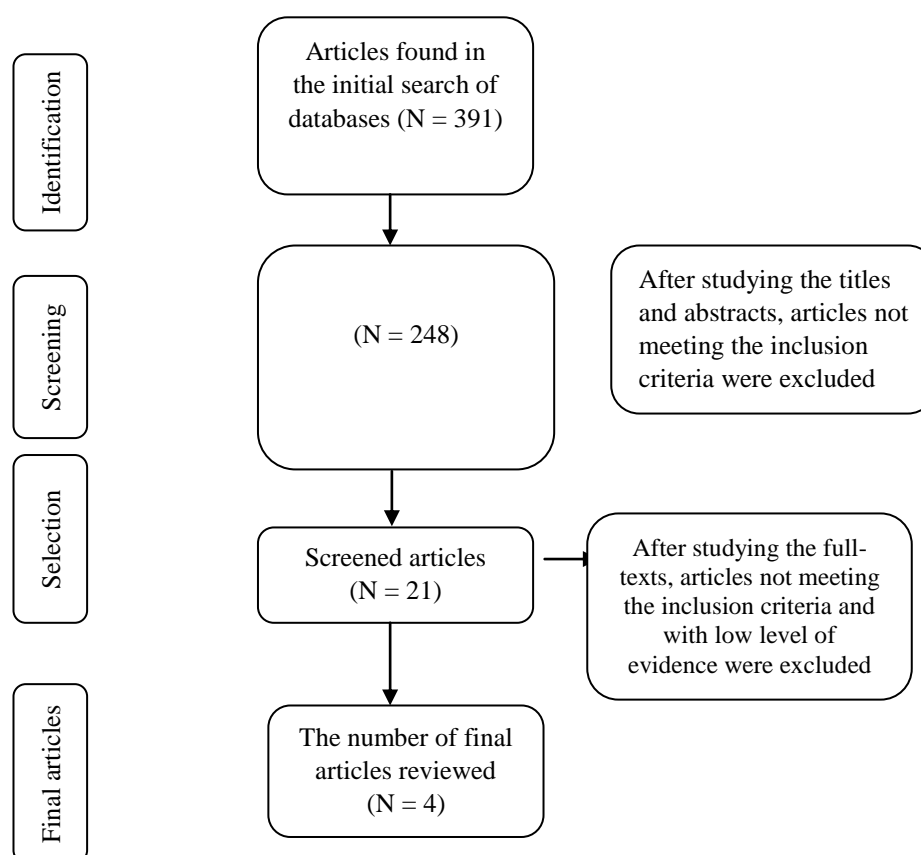 Identification
Articles found in
the initial search of
databases (N = 391)
Screening
(N = 248)
After studying the titles
and abstracts, articles not
meeting the inclusion
criteria were excluded
Selection
Screened articles
(N = 21)
After studying the full-
texts, articles not meeting
the inclusion criteria and
with low level of
evidence were excluded
Final articles
The number of final
articles reviewed
(N = 4)